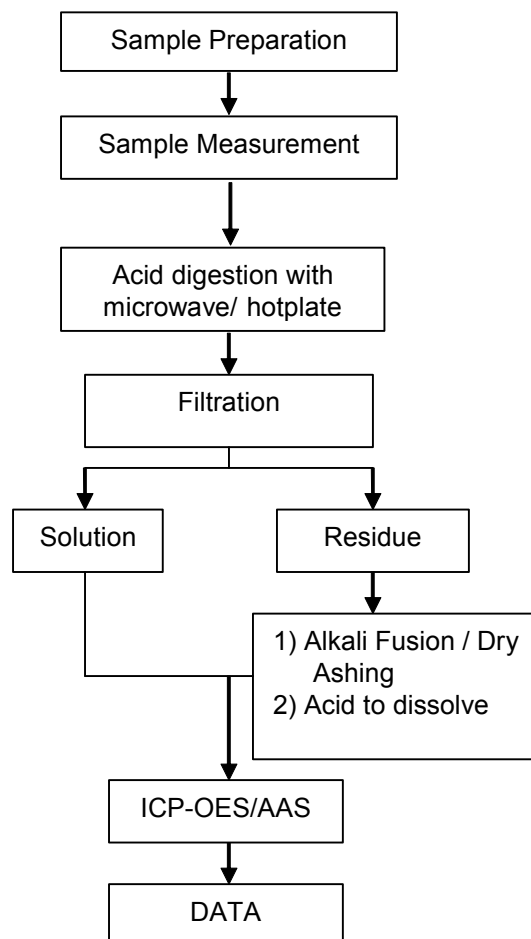 Sample Preparation
Sample Measurement
Acid digestion with
microwave/ hotplate
Filtration
Solution
Residue
1) Alkali Fusion / Dry
Ashing
2) Acid to dissolve
ICP-OES/AAS
DATA